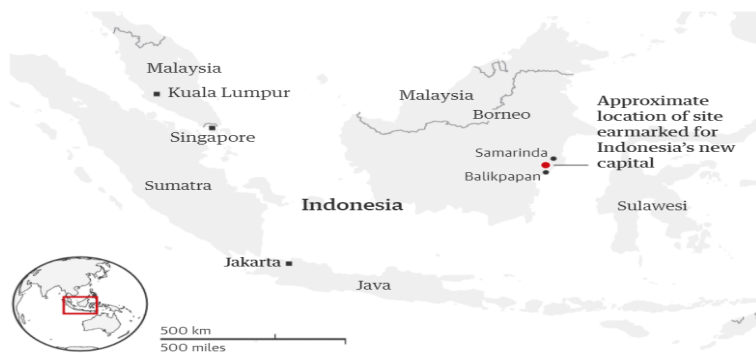 Malaysia
Kuala Lumpur
Singapore
Sumatra
Malaysia
Borneo
Approximate
location of site
earmarked for
Indonesia's new
capital
Samarinda
Balikpapan
Sulawesi
Indonesia
Jakarta
Java
500 km
500 miles